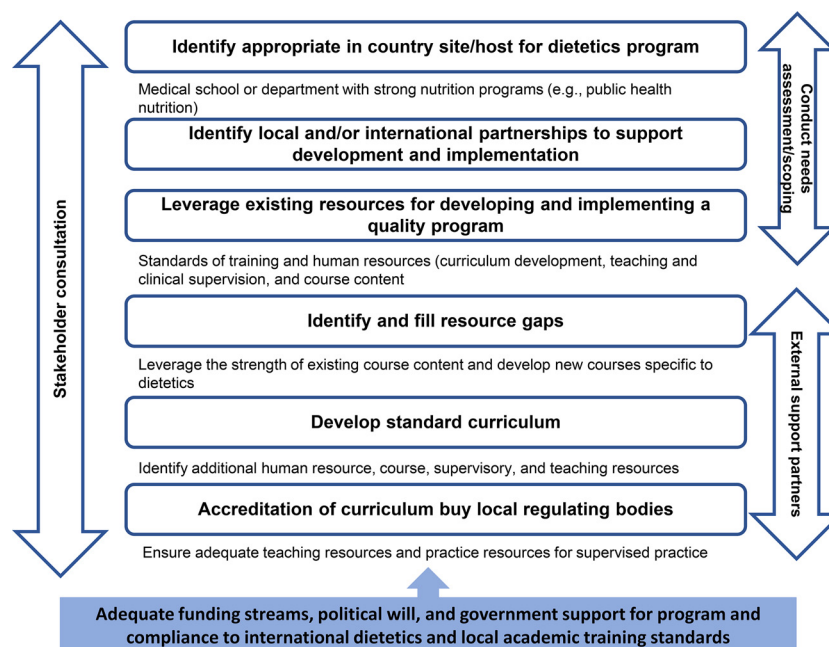 Identify appropriate in country site/host for dietetics program
Medical school or department with strong nutrition programs (e.g., public health
nutrition)
Identify local and/or international partnerships to support
development and implementation
Leverage existing resources for developing and implementing a
quality program
Standards of training and human resources (curriculum development, teaching and
clinical supervision, and course content
Identify and fill resource gaps
Leverage the strength of existing course content and develop new courses specific to
dietetics
Develop standard curriculum
Identify additional human resource, course, supervisory, and teaching resources
Accreditation of curriculum buy local regulating bodies
Ensure adequate teaching resources and practice resources for supervised practice
Stakeholder consultation
Conduct needs
assessment/scoping
External support partners
Adequate funding streams, political will, and government support for program and
compliance to international dietetics and local academic training standards